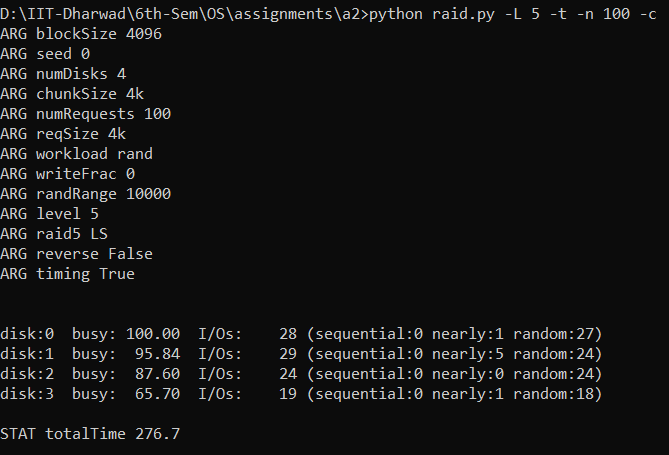 D:\IIT-Dharwad\6th-Sem\OS\assignments\a2>python raid.py -L 5 -t -n 100 -c
ARG blockSize 4096
ARG seed 0
ARG numDisks 4
ARG chunkSize 4k
ARG numRequests 100
ARG reqSize 4k
ARG workload rand
ARG writeFrac 0
ARG randRange 10000
ARG level 5
ARG raid5 LS
ARG reverse False
ARG timing True
disk:0  busy: 100.00  I/Os:    28 (sequential:0 nearly:1 random:27)
disk:1  busy:  95.84  I/Os:    29 (sequential:0 nearly:5 random:24)
disk:2  busy:  87.60  I/Os:    24 (sequential:0 nearly:0 random:24)
disk:3  busy:  65.70  I/Os:    19 (sequential:0 nearly:1 random:18)
STAT totalTime 276.7